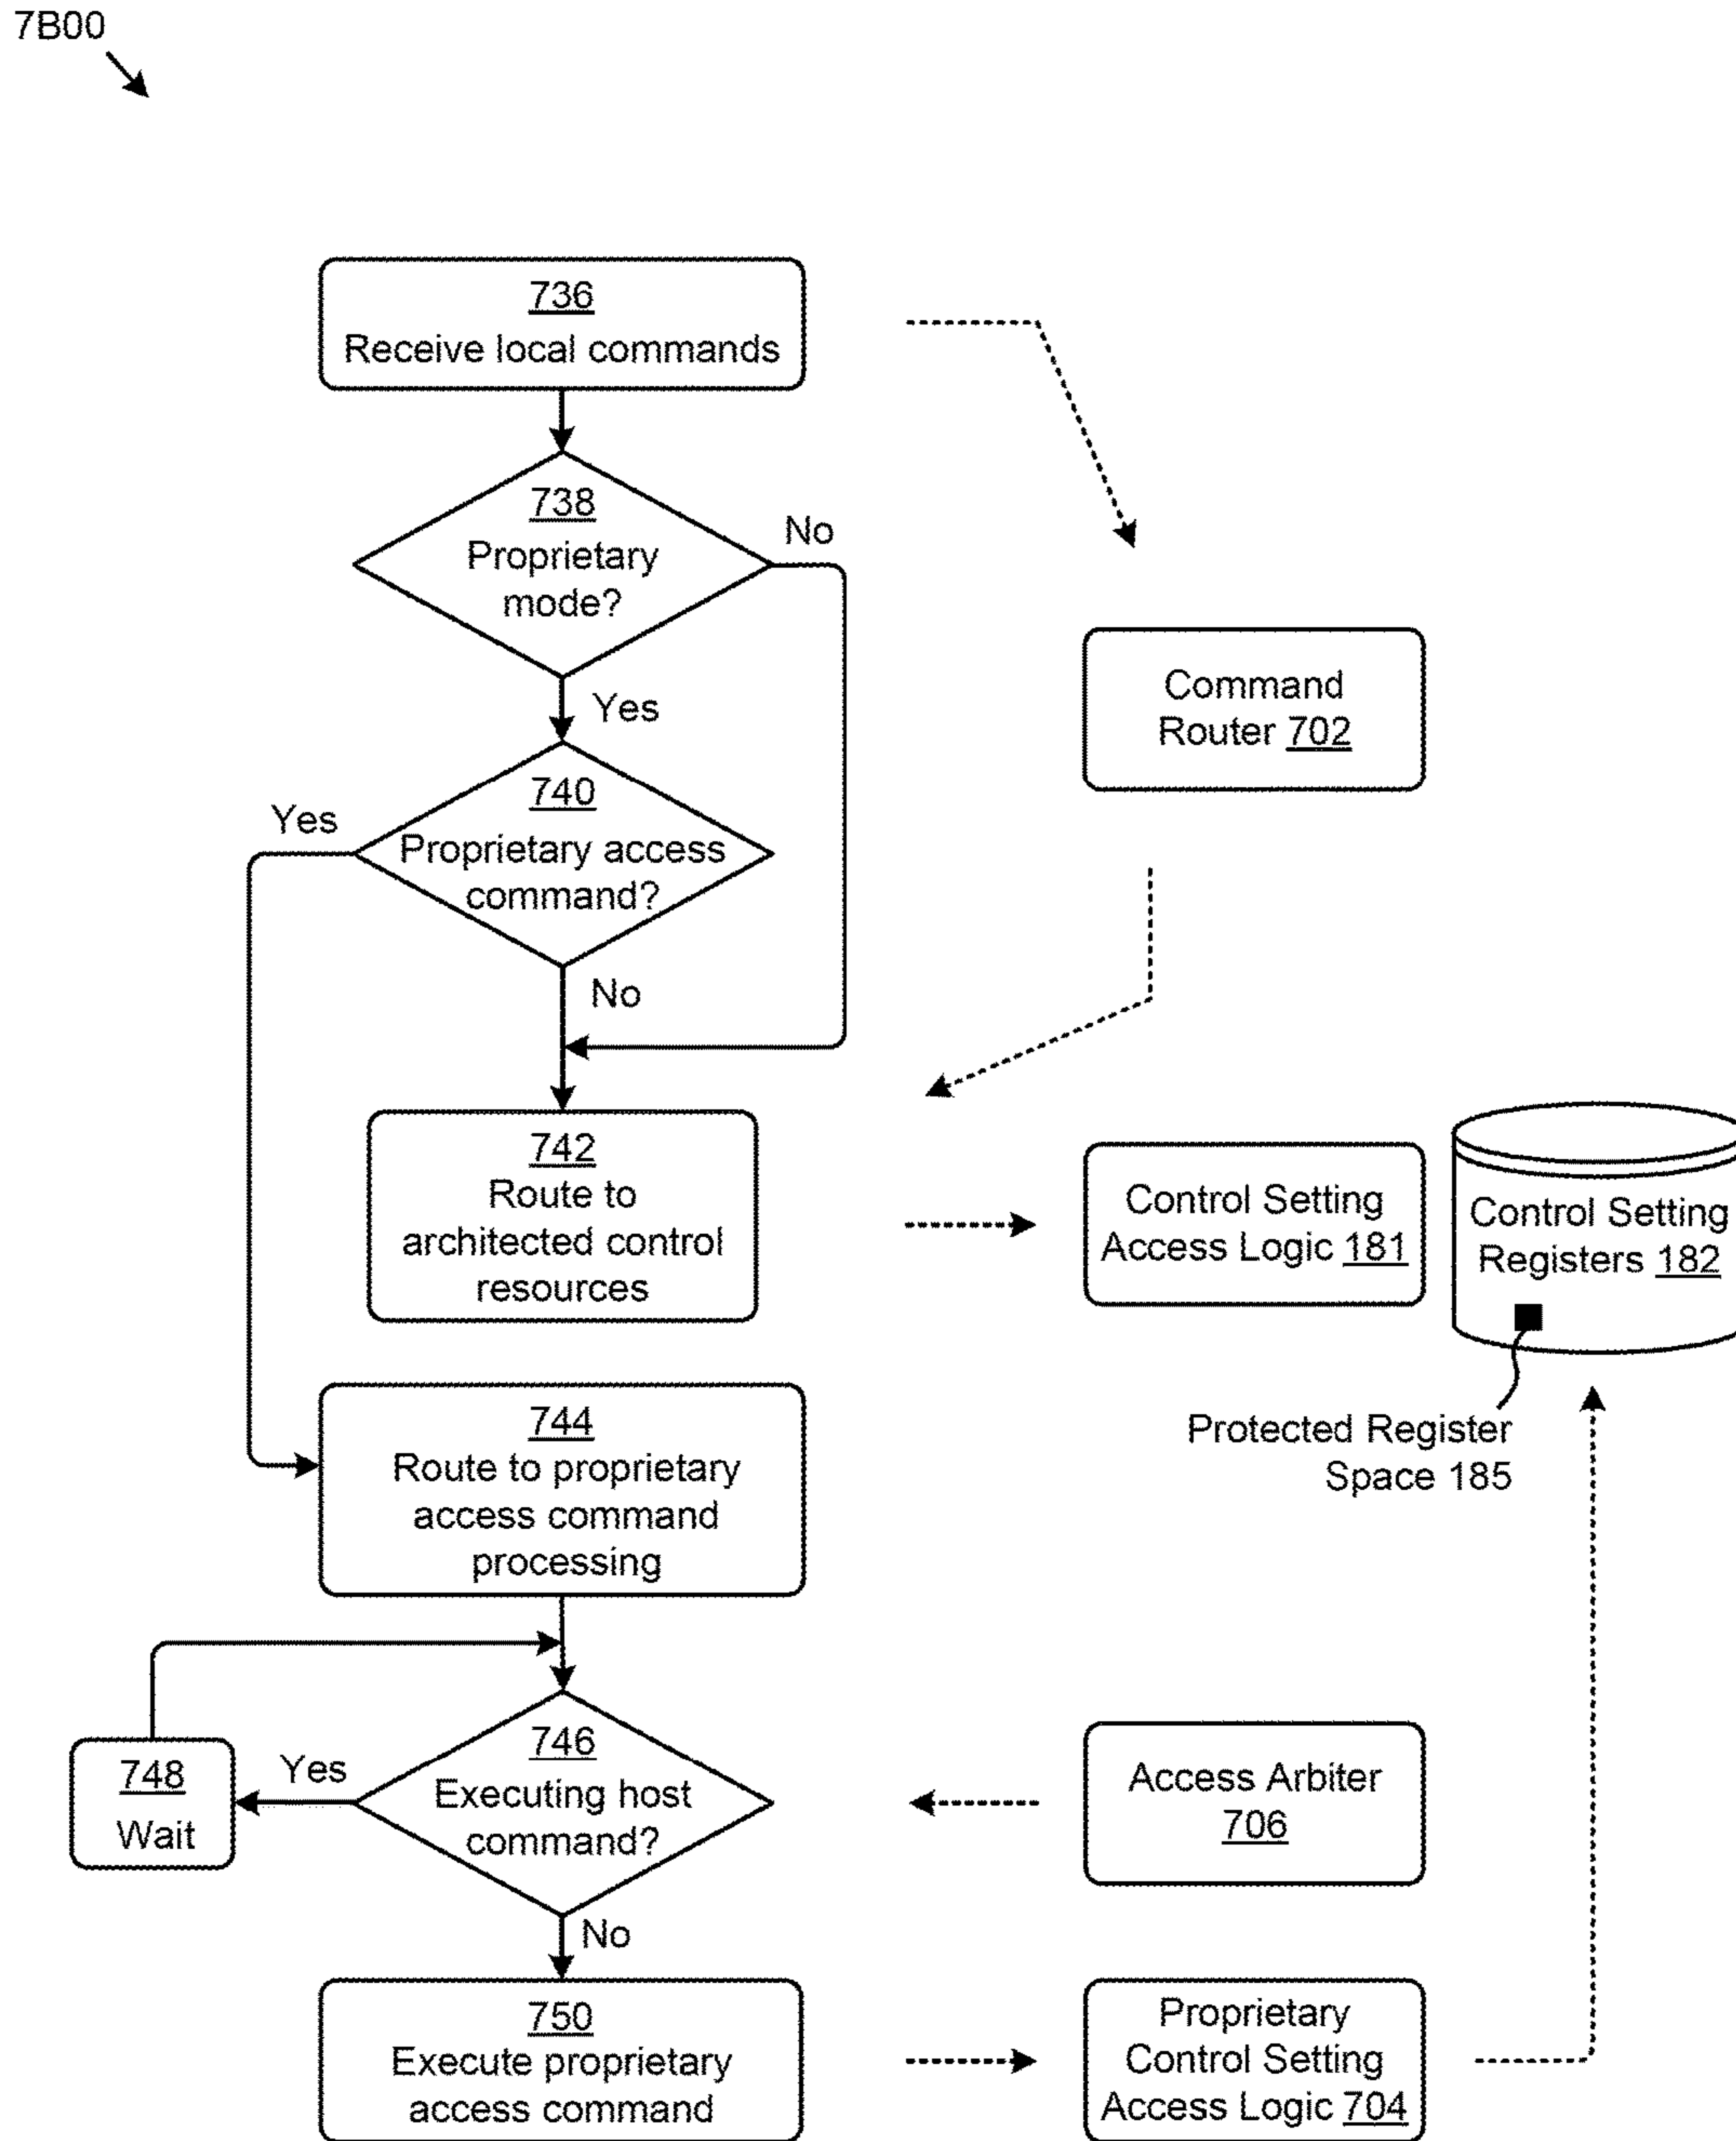 7B00
736
Receive local commands
738
Proprietary
mode?
No
Yes
Command
Router 702
740
Proprietary access
command?
Yes
No
742
Route to
architected control
resources
Control Setting
Access Logic 181
Control Setting
Registers 182
Protected Register
Space 185
744
Route to proprietary
access command
processing
746
Executing host
command?
Yes
748
Wait
No
Access Arbiter
706
750
Execute proprietary
access command
Proprietary
Control Setting
Access Logic 704